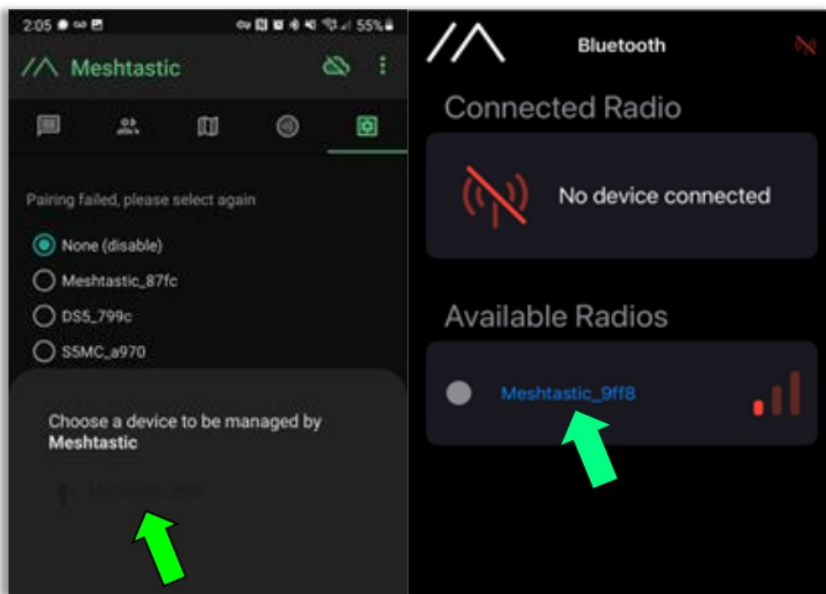 2:05
55%
Meshtastic
Pairing failed, please select again
None (disable)
Meshtastic_87fc
DS5_799c
S5MC_a970
Choose a device to be managed by
Meshtastic
Bluetooth
Connected Radio
No device connected
Available Radios
Meshtastic_9ff8